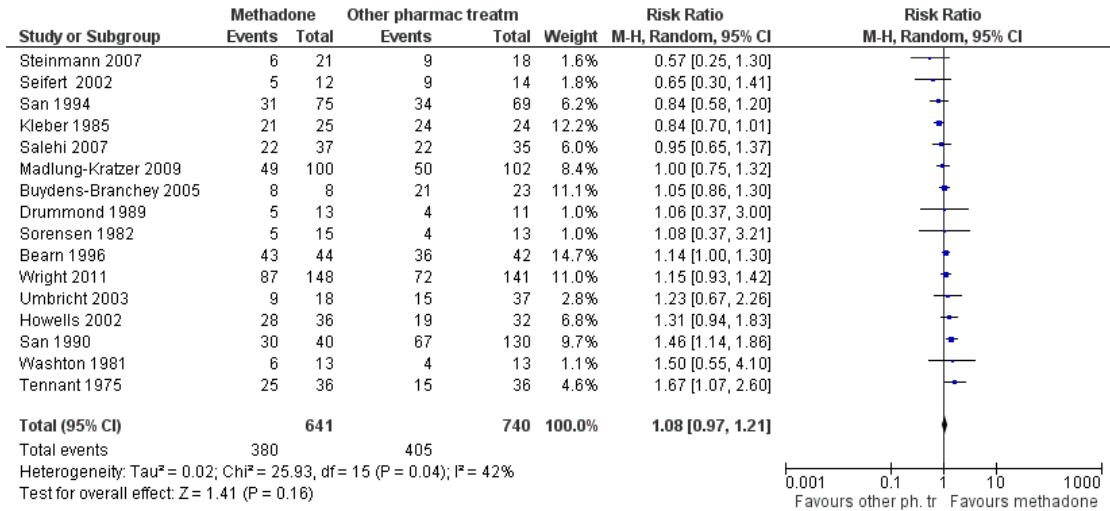 Methadone Other pharmac treatm Risk Ratio Risk Ratio
Study or Subgroup Events Total Events Total Weight M-H, Random, 95% CI M-H, Random, 95% CI
Steinmann 2007 6 21 9 18 1.6% 0.57 [0.25, 1.30]
Seifert 2002 5 12 9 14 1.8% 0.65 [0.30, 1.41]
San 1994 31 75 34 69 6.2% 0.84 [0.58, 1.20]
Kleber 1985 21 25 24 24 12.2% 0.84 [0.70, 1.01]
Salehi 2007 22 37 22 35 6.0% 0.95 [0.65, 1.37]
Madlung-Kratzer 2009 49 100 50 102 8.4% 1.00 [0.75, 1.32]
Buydens-Branchey 2005 8 8 21 23 11.1% 1.05 [0.86, 1.30]
Drummond 1989 5 13 4 11 1.0% 1.06 [0.37, 3.00]
Sorensen 1982 5 15 4 13 1.0% 1.08 [0.37, 3.21]
Bearn 1996 43 44 36 42 14.7% 1.14 [1.00, 1.30]
Wright 2011 87 148 72 141 11.0% 1.15 [0.93, 1.42]
Umbricht 2003 9 18 15 37 2.8% 1.23 [0.67, 2.26]
Howells 2002 28 36 19 32 6.8% 1.31 [0.94, 1.83]
San 1990 30 40 67 130 9.7% 1.46 [1.14, 1.86]
Washton 1981 6 13 4 13 1.1% 1.50 [0.55, 4.10]
Tennant 1975 25 36 15 36 4.6% 1.67 [1.07, 2.60]
Total (95% CI) 641 740 100.0% 1.08 [0.97, 1.21]
Total events 380 405
Heterogeneity: Tau² = 0.02; Chi² = 25.93, df = 15 (P = 0.04); I² = 42%
Test for overall effect: Z = 1.41 (P = 0.16)
0.001 0.1 1 10 1000
Favours other ph. tr Favours methadone